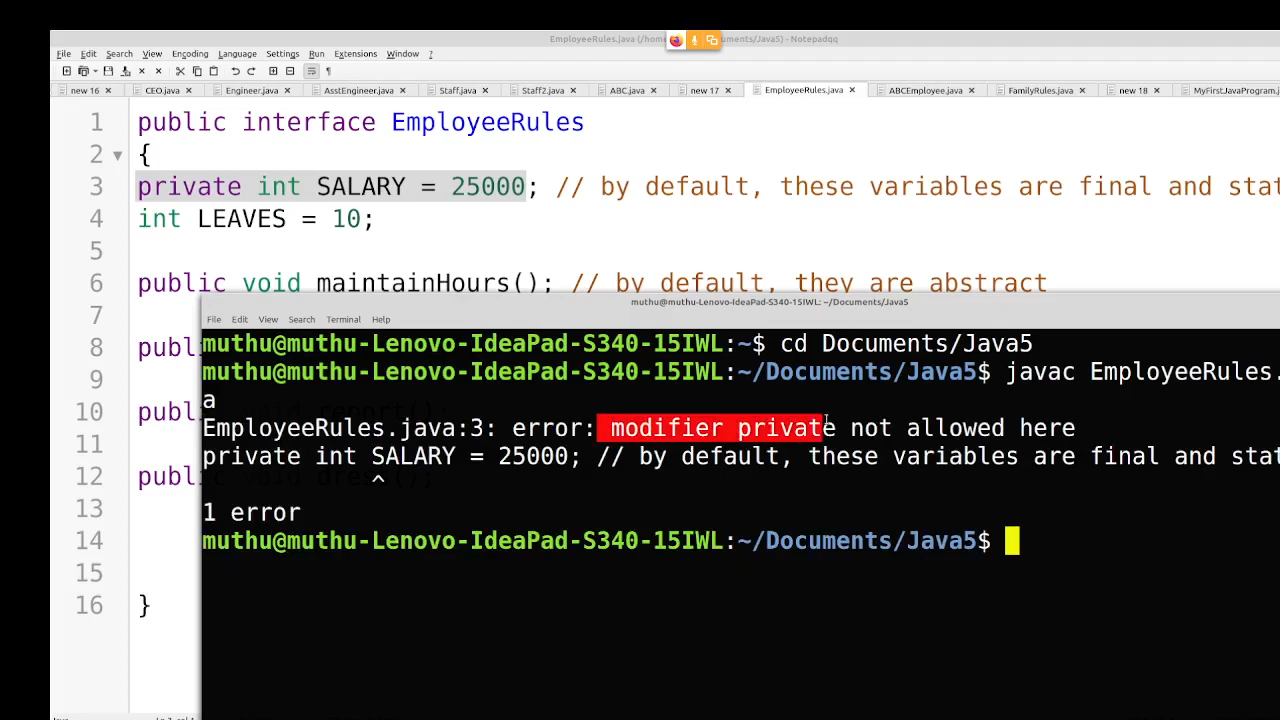 EmployeeRules.java (/hom cuments/Java5) - Notepadqq
File Edit Search View Encoding Language Settings Run Extensions Window ?
new 16 CEO.java Engineer.java AsstEngineer.java Staff.java Staff2.java ABC.java new 17 EmployeeRules.java ABCEmployee.java FamilyRules.java new 18 MyFirstJavaProgram.j
1 public interface EmployeeRules
2 {
3 private int SALARY = 25000; // by default, these variables are final and stat
4 int LEAVES = 10;
5
6 public void maintainHours(); // by default, they are abstract
muthu@muthu-Lenovo-IdeaPad-S340-15IWL: ~/Documents/Java5
7
File Edit View Search Terminal Help
8 publ
muthu@muthu-Lenovo-IdeaPad-S340-15IWL:~$ cd Documents/Java5
9
muthu@muthu-Lenovo-IdeaPad-S340-15IWL:~/Documents/Java5$ javac EmployeeRules.
a
10 publ c void report();
EmployeeRules.java:3: error: modifier private not allowed here
11
private int SALARY = 25000; // by default, these variables are final and stat
12 publ c void dress();
^
13
1 error
14
muthu@muthu-Lenovo-IdeaPad-S340-15IWL:~/Documents/Java5$
15
16 }